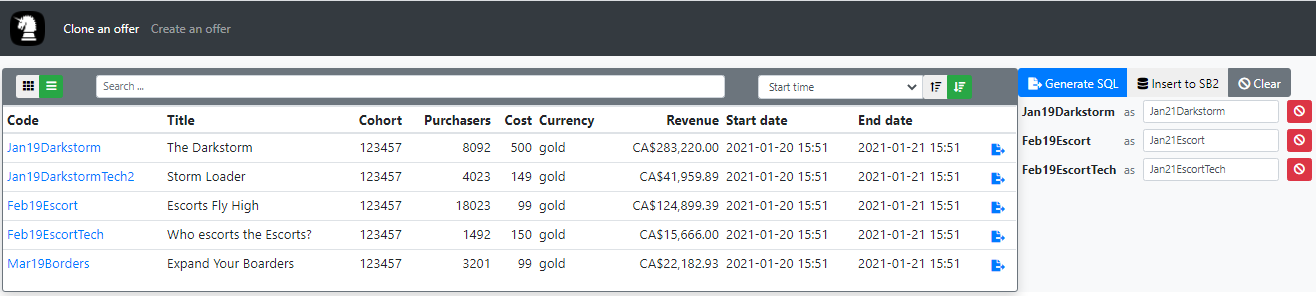 Clone an offer Create an offer
Search ... Start time Generate SQL Insert to SB2 Clear
Code Title Cohort Purchasers Cost Currency Revenue Start date End date
Jan19Darkstorm The Darkstorm 123457 8092 500 gold CA$283,220.00 2021-01-20 15:51 2021-01-21 15:51
Jan19DarkstormTech2 Storm Loader 123457 4023 149 gold CA$41,959.89 2021-01-20 15:51 2021-01-21 15:51
Feb19Escort Escorts Fly High 123457 18023 99 gold CA$124,899.39 2021-01-20 15:51 2021-01-21 15:51
Feb19EscortTech Who escorts the Escorts? 123457 1492 150 gold CA$15,666.00 2021-01-20 15:51 2021-01-21 15:51
Mar19Borders Expand Your Boarders 123457 3201 99 gold CA$22,182.93 2021-01-20 15:51 2021-01-21 15:51
Jan19Darkstorm as Jan21Darkstorm
Feb19Escort as Jan21Escort
Feb19EscortTech as Jan21EscortTech